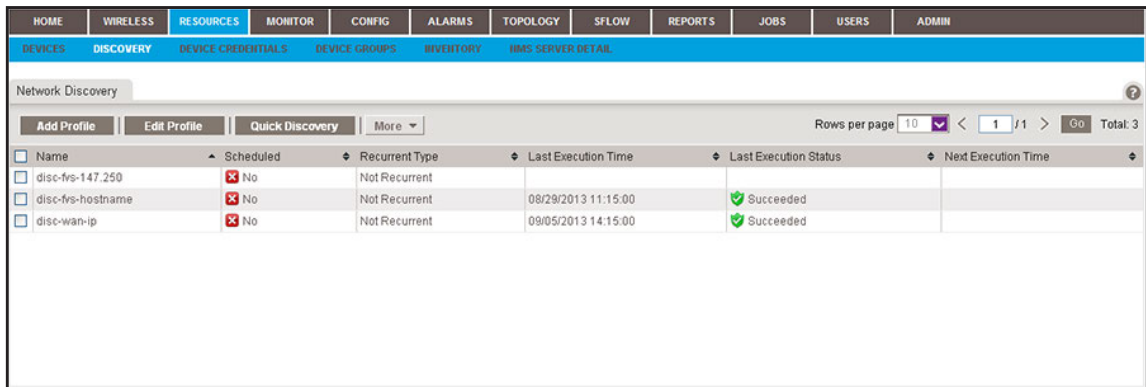 HOME WIRELESS RESOURCES MONITOR CONFIG ALARMS TOPOLOGY SFLOW REPORTS JOBS USERS ADMIN
DEVICES DISCOVERY DEVICE CREDENTIALS DEVICE GROUPS INVENTORY NMS SERVER DETAIL
Network Discovery ?
Add Profile Edit Profile Quick Discovery More Rows per page 10 < 1 /1 > Go Total: 3
Name Scheduled Recurrent Type Last Execution Time Last Execution Status Next Execution Time
disc-fvs-147.250 No Not Recurrent
disc-fvs-hostname No Not Recurrent 08/29/2013 11:15:00 Succeeded
disc-wan-ip No Not Recurrent 09/05/2013 14:15:00 Succeeded